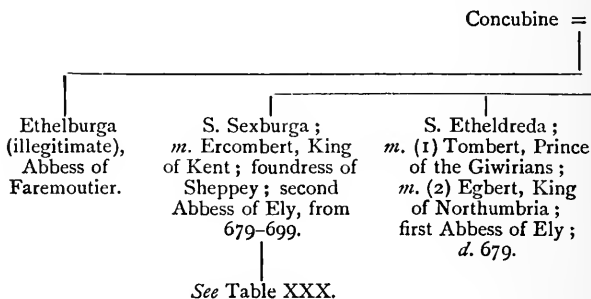 Concubine =
Ethelburga
(illegitimate),
Abbess of
Faremoutier.
S. Sexburga ;
m. Ercombert, King
of Kent ; foundress of
Sheppey ; second
Abbess of Ely, from
679–699.
See Table XXX.
S. Etheldreda ;
m. (1) Tombert, Prince
of the Giwirians ;
m. (2) Egbert, King
of Northumbria ;
first Abbess of Ely ;
d. 679.